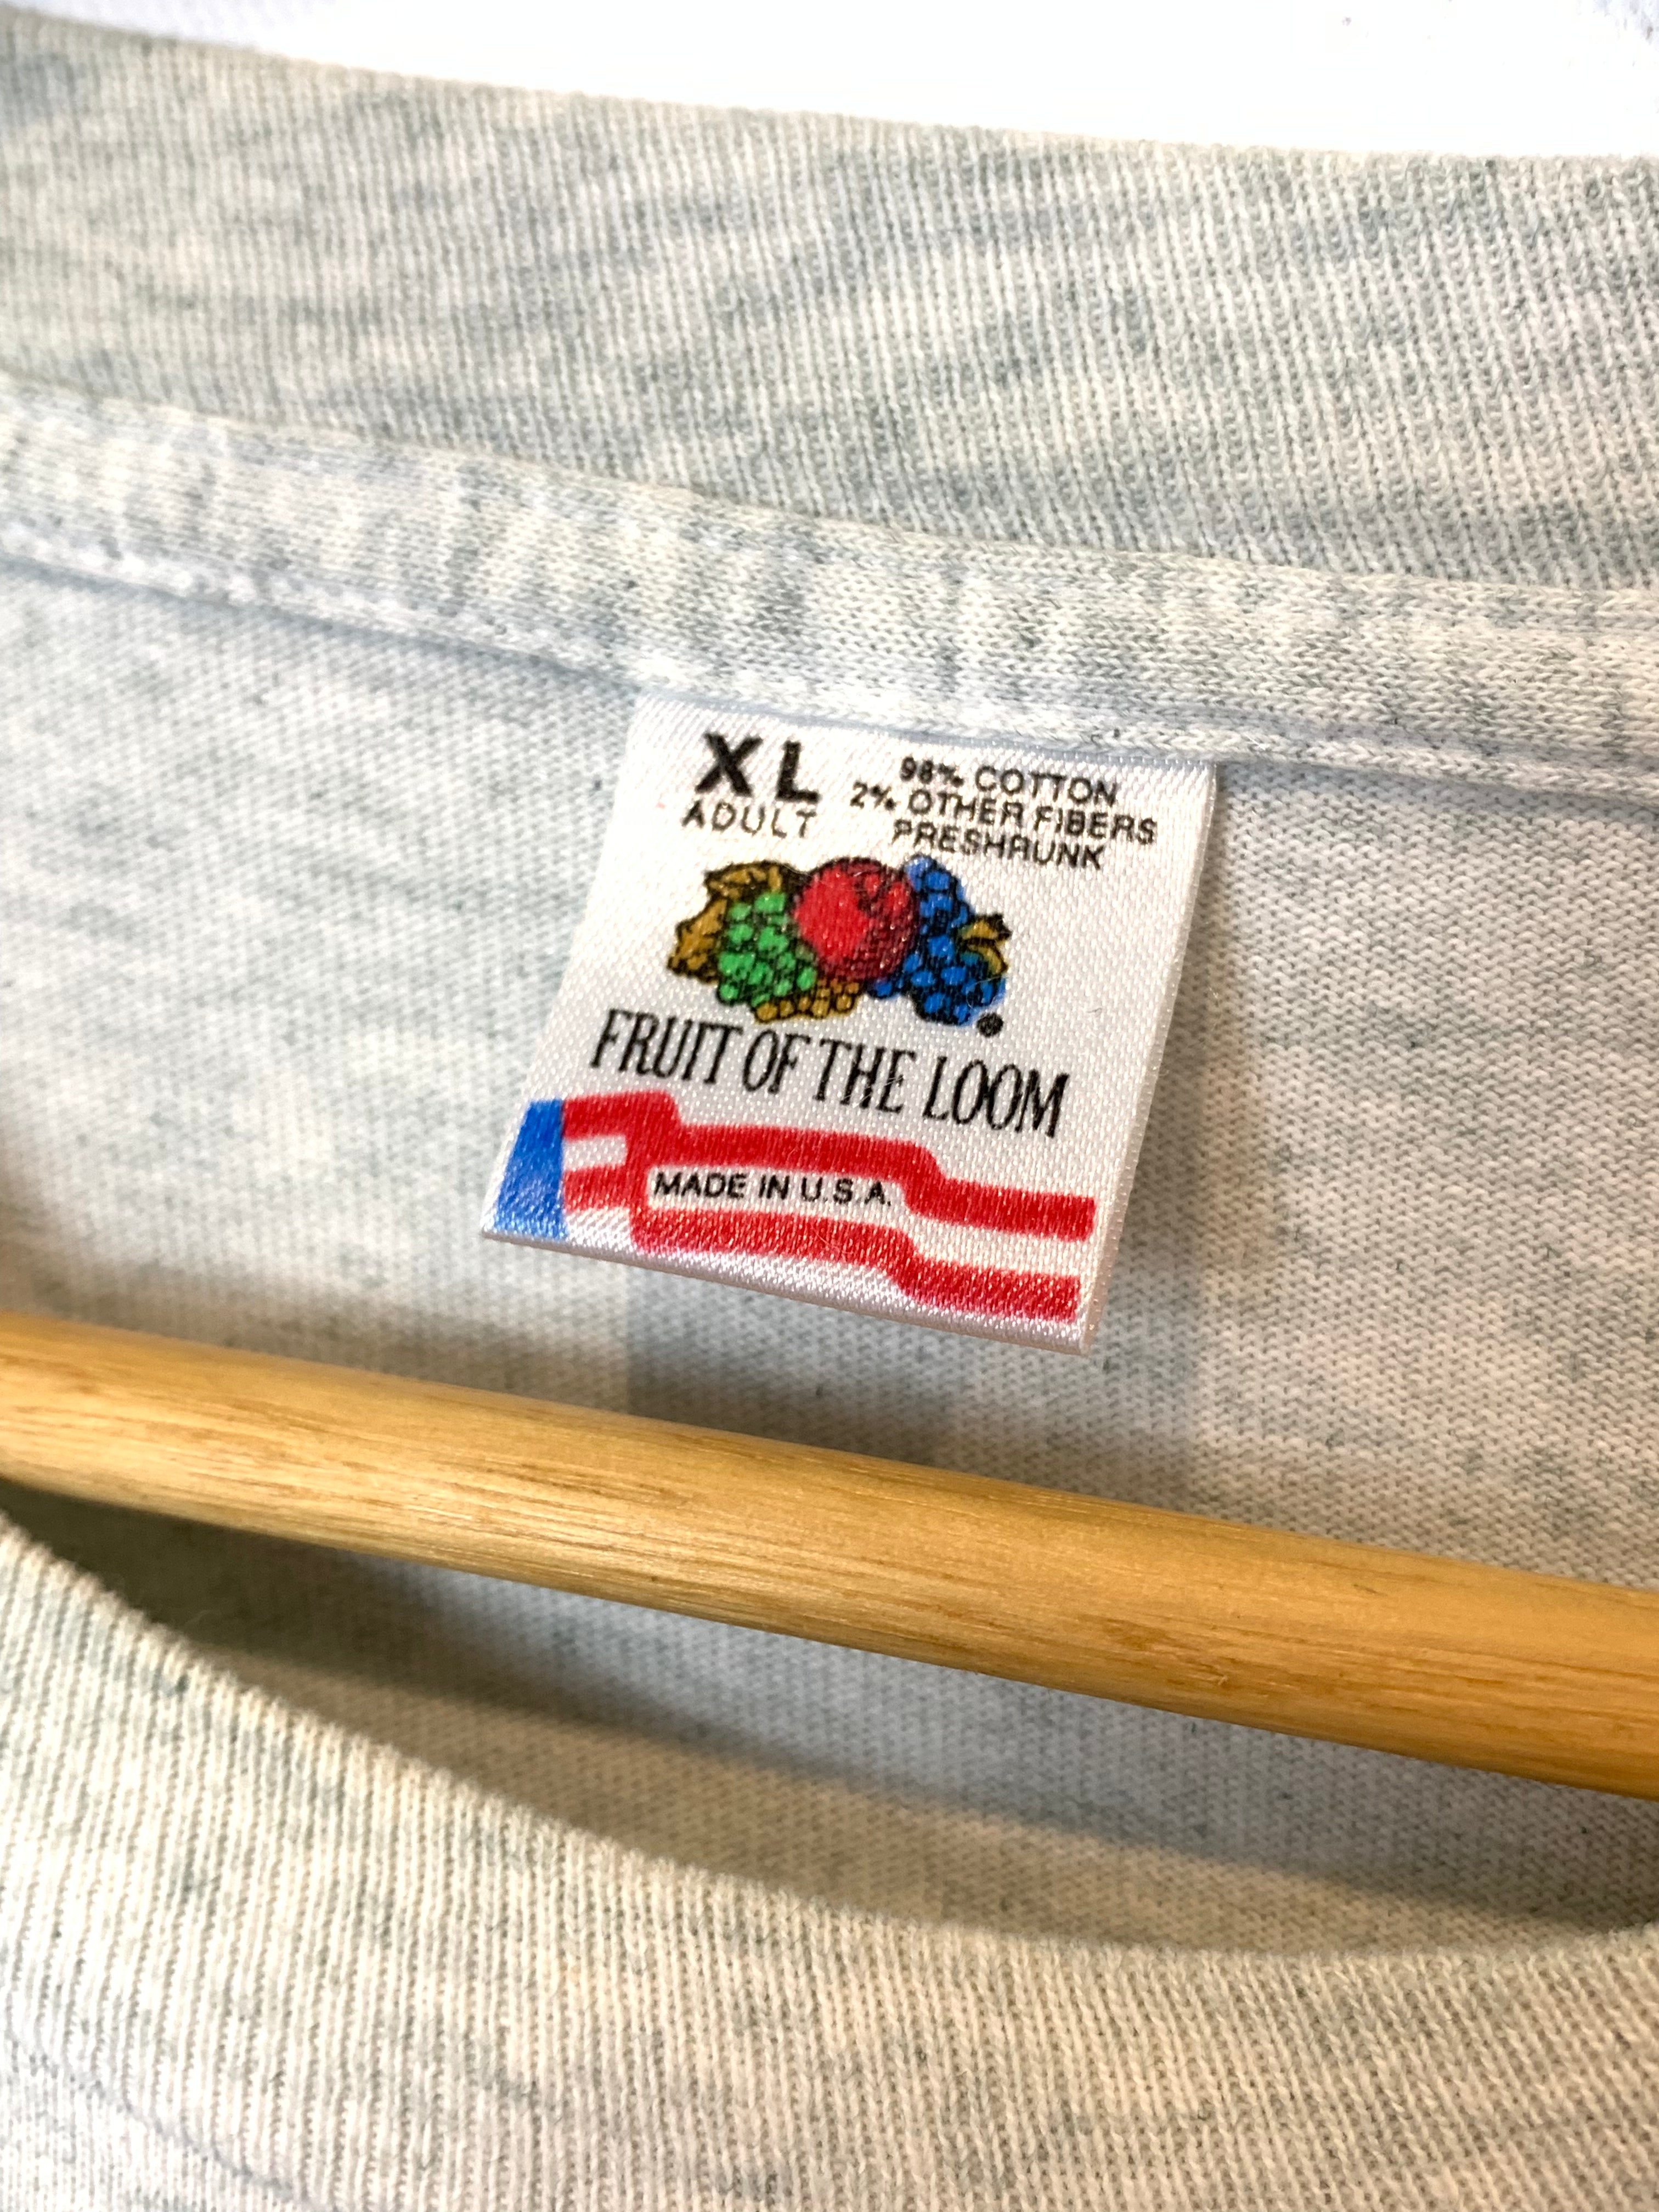 XL
ADULT
98% COTTON
2% OTHER FIBERS
PRESHRUNK
FRUIT OF THE LOOM
MADE IN U.S.A.